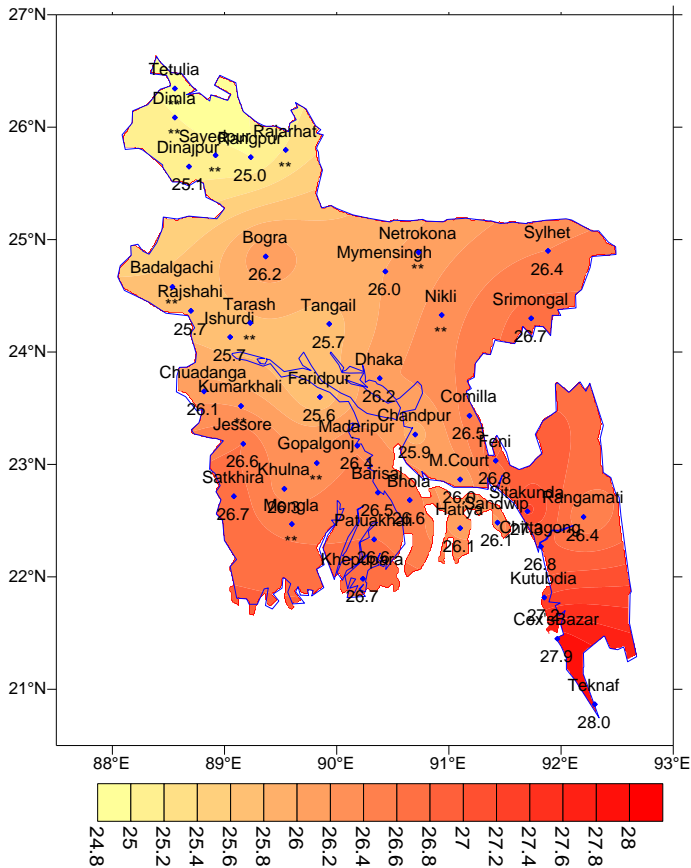 27°N
Tetulia
**
Dimla
**
26°N
Sayedpur
**
Rangpur
25.0
Rajarhat
**
Dinajpur
25.1
25°N
Bogra
26.2
Netrokona
**
Mymensingh
26.0
Sylhet
26.4
Badalgachi
**
Rajshahi
25.7
Ishurdi
25.7
Tarash
**
Tangail
25.7
Nikli
**
Srimongal
26.7
24°N
Dhaka
26.2
Chuadanga
26.1
Kumarkhali
**
Faridpur
25.6
Comilla
26.5
Jessore
26.6
Madaripur
26.4
Chandpur
25.9
Feni
26.8
23°N
Gopalgonj
**
Khulna
26.3
Satkhira
26.7
Barisal
26.5
Bhola
26.6
M.Court
26.0
Sitakunda
27.3
Rangamati
26.4
Mongla
**
Patuakhali
26.6
Hatiya
26.1
Sandwip
26.1
Chittagong
26.8
22°N
Khepupara
26.7
Kutubdia
27.2
Cox'sBazar
27.9
21°N
Teknaf
28.0
88°E 89°E 90°E 91°E 92°E 93°E
24.8 25 25.2 25.4 25.6 25.8 26 26.2 26.4 26.6 26.8 27 27.2 27.4 27.6 27.8 28